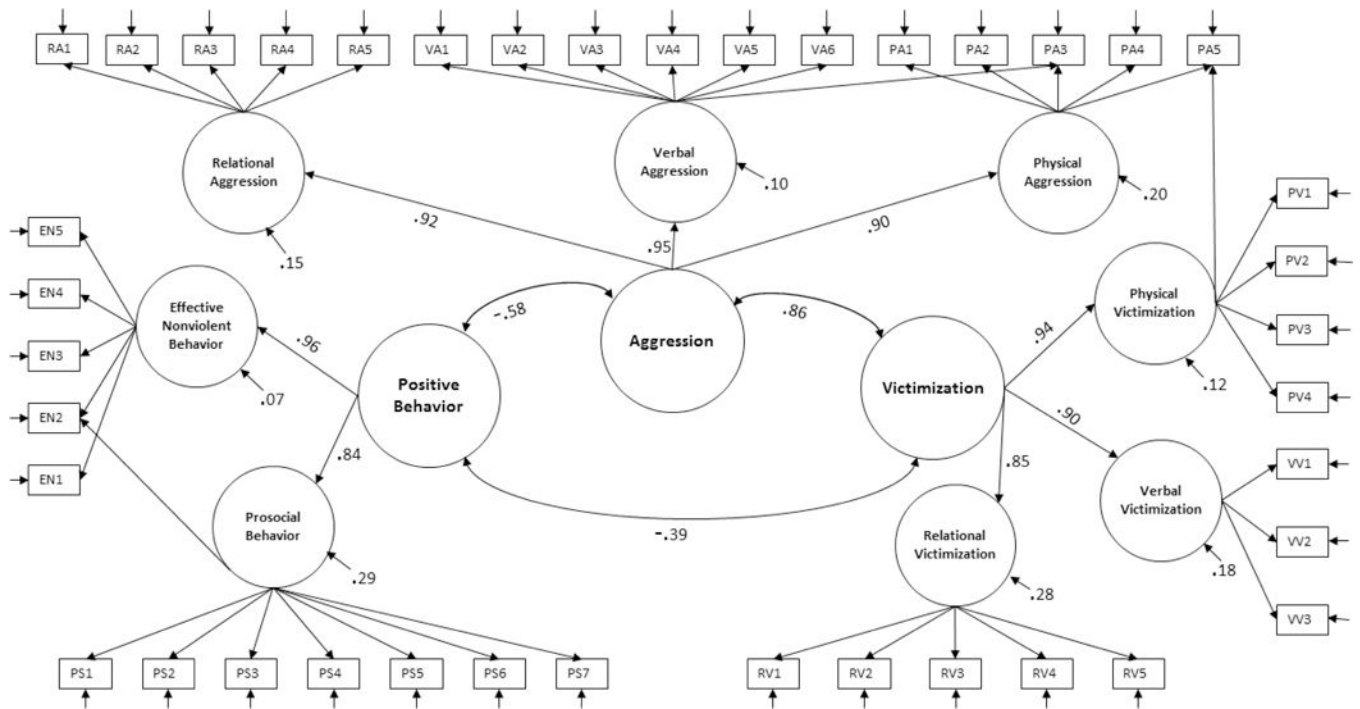 RA1 RA2 RA3 RA4 RA5 VA1 VA2 VA3 VA4 VA5 VA6 PA1 PA2 PA3 PA4 PA5
Relational
Aggression
.15
Verbal
Aggression
.10
Physical
Aggression
.20
.92
.95
.90
EN5
EN4
EN3
EN2
EN1
Effective
Nonviolent
Behavior
.07
.96
-.58
Aggression
.86
Positive
Behavior
Victimization
.94
Physical
Victimization
.12
PV1
PV2
PV3
PV4
.84
-.39
.85
.90
Prosocial
Behavior
.29
Relational
Victimization
.28
Verbal
Victimization
.18
VV1
VV2
VV3
PS1 PS2 PS3 PS4 PS5 PS6 PS7
RV1 RV2 RV3 RV4 RV5